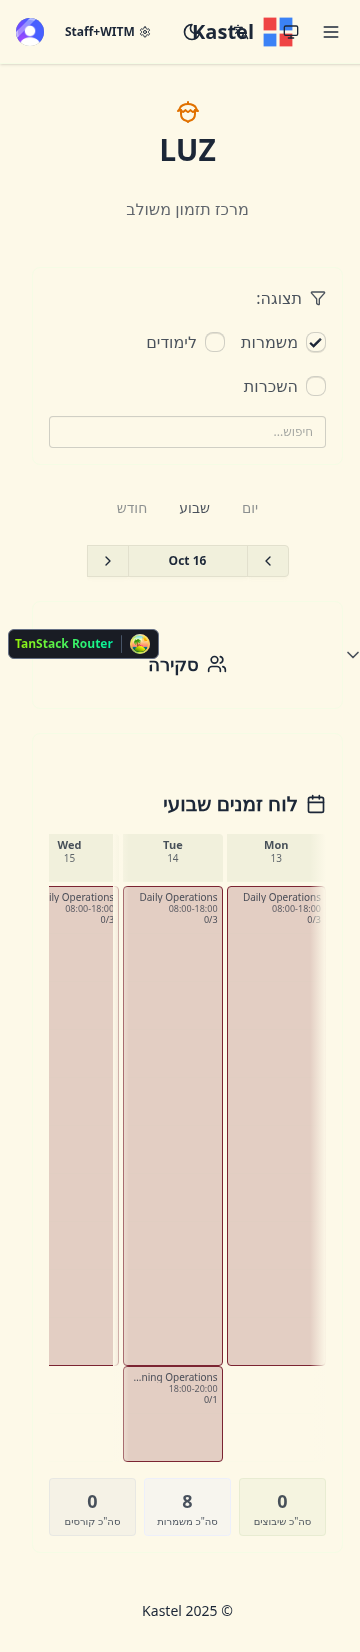 Kastel
Staff+WITM
LUZ
מרכז תזמון משולב
תצוגה:
משמרות
לימודים
השכרות
חיפוש...
יום
שבוע
חודש
Oct 16
TanStack Router
סקירה
לוח זמנים שבועי
Mon
13
Tue
14
Wed
15
Daily Operations
08:00-18:00
0/3
Daily Operations
08:00-18:00
0/3
ily Operations
08:00-18:00
0/3
...ning Operations
18:00-20:00
0/1
0
סה"כ שיבוצים
8
סה"כ משמרות
0
סה"כ קורסים
© 2025 Kastel